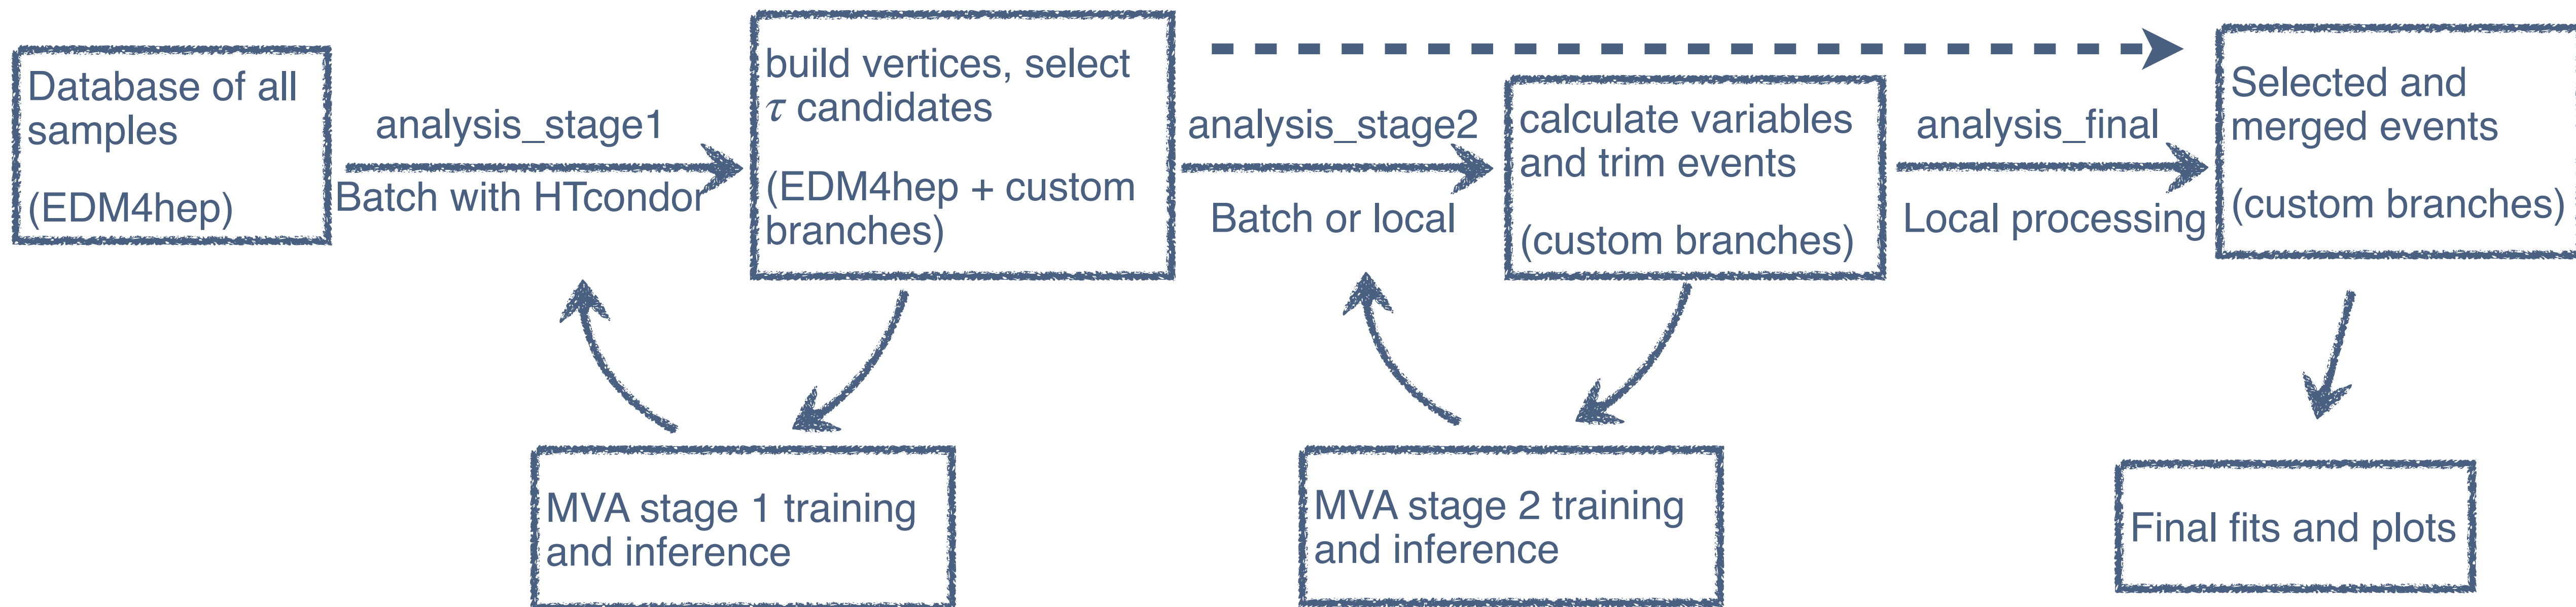 Database of all
samples
(EDM4hep)
analysis_stage1
Batch with HTcondor
build vertices, select
τ candidates
(EDM4hep + custom
branches)
analysis_stage2
Batch or local
calculate variables
and trim events
(custom branches)
analysis_final
Local processing
Selected and
merged events
(custom branches)
MVA stage 1 training
and inference
MVA stage 2 training
and inference
Final fits and plots